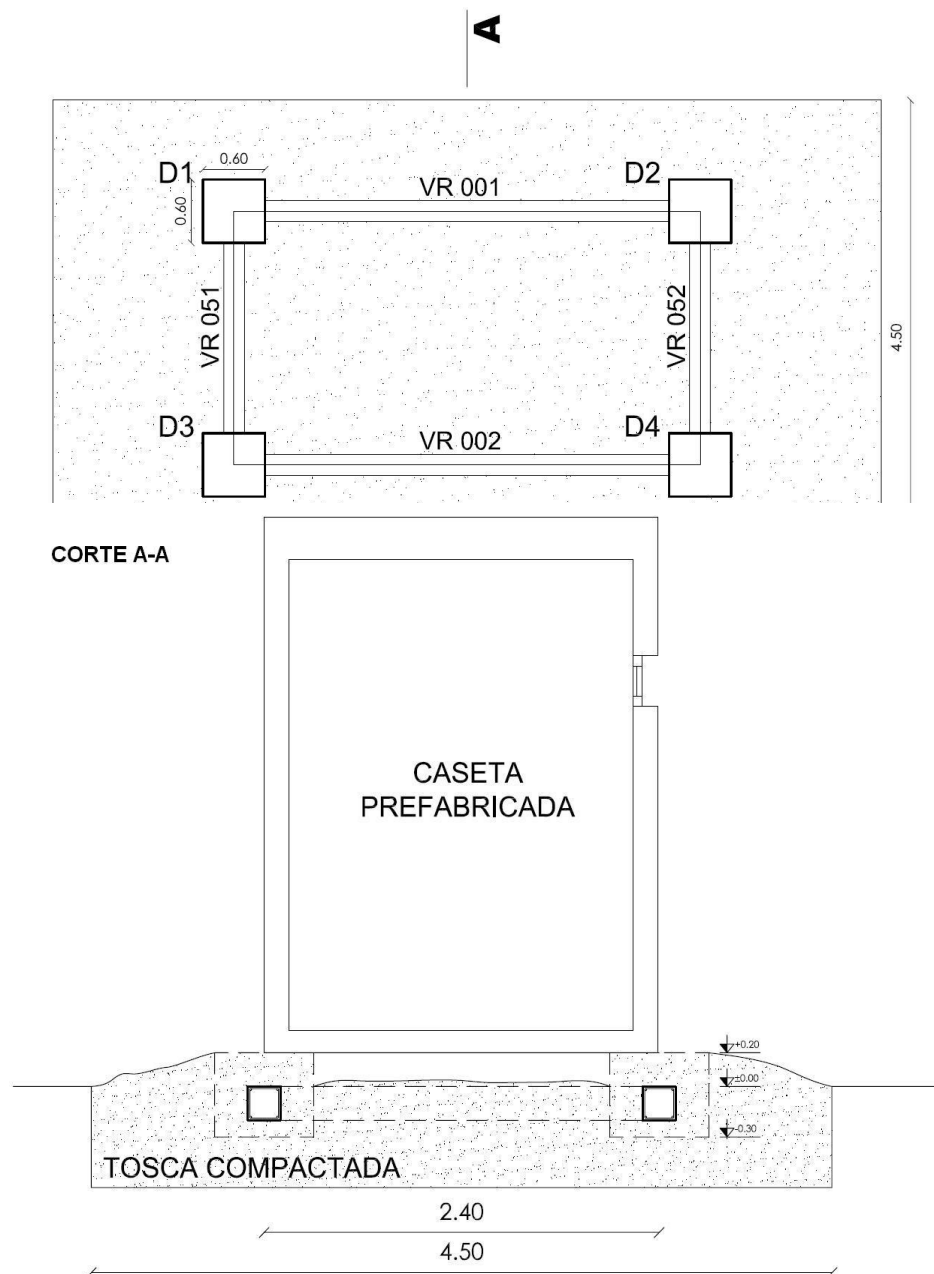 A
0.60
D1
D2
VR 001
0.60
VR 051
VR 052
4.50
D3
D4
VR 002
CORTE A-A
CASETA
PREFABRICADA
+0.20
±0.00
-0.30
TOSCA COMPACTADA
2.40
4.50